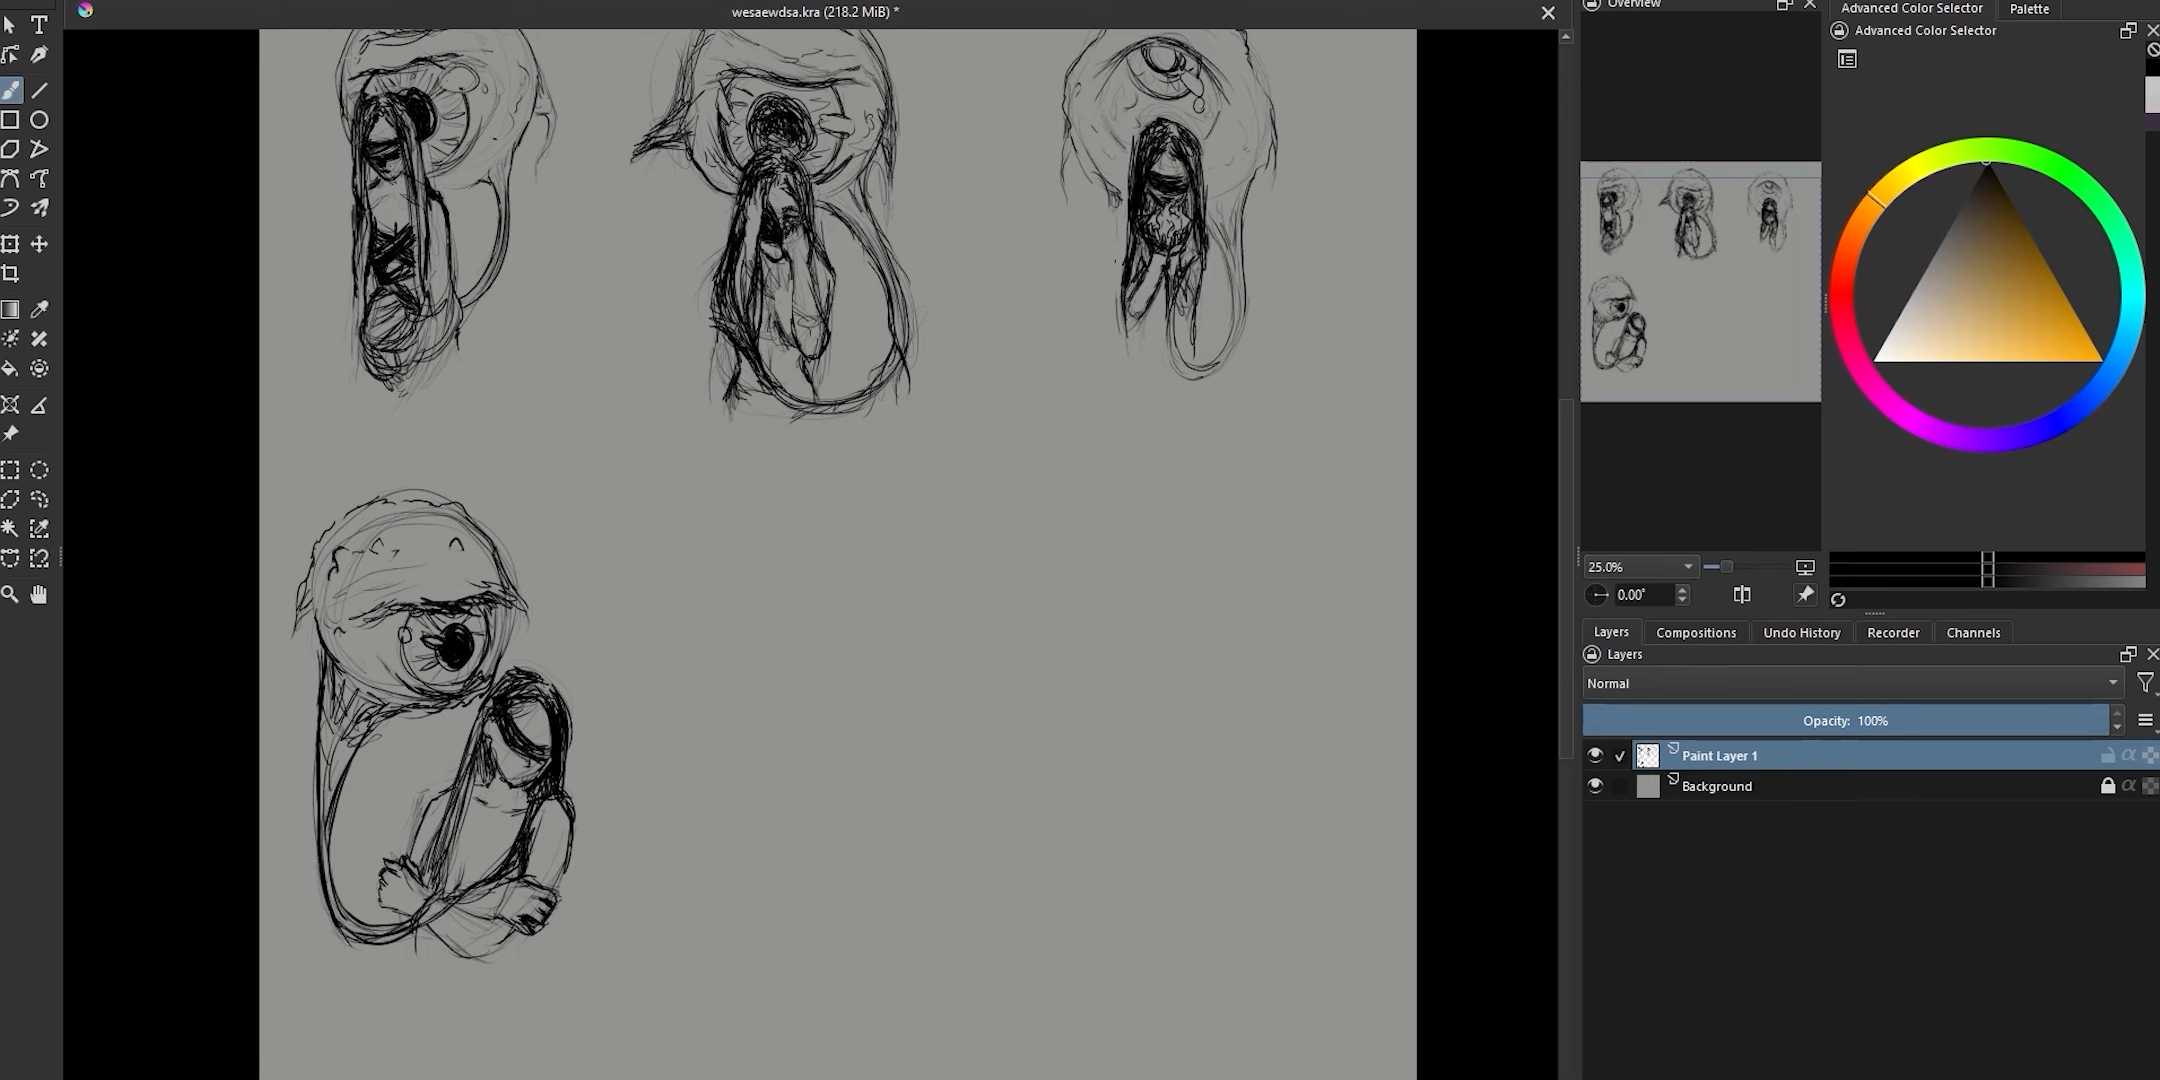 wesaewdsa.kra (218.2 MiB) *
Overview
Advanced Color Selector
Palette
Advanced Color Selector
25.0%
0.00°
Layers
Compositions
Undo History
Recorder
Channels
Layers
Normal
Opacity: 100%
Paint Layer 1
Background